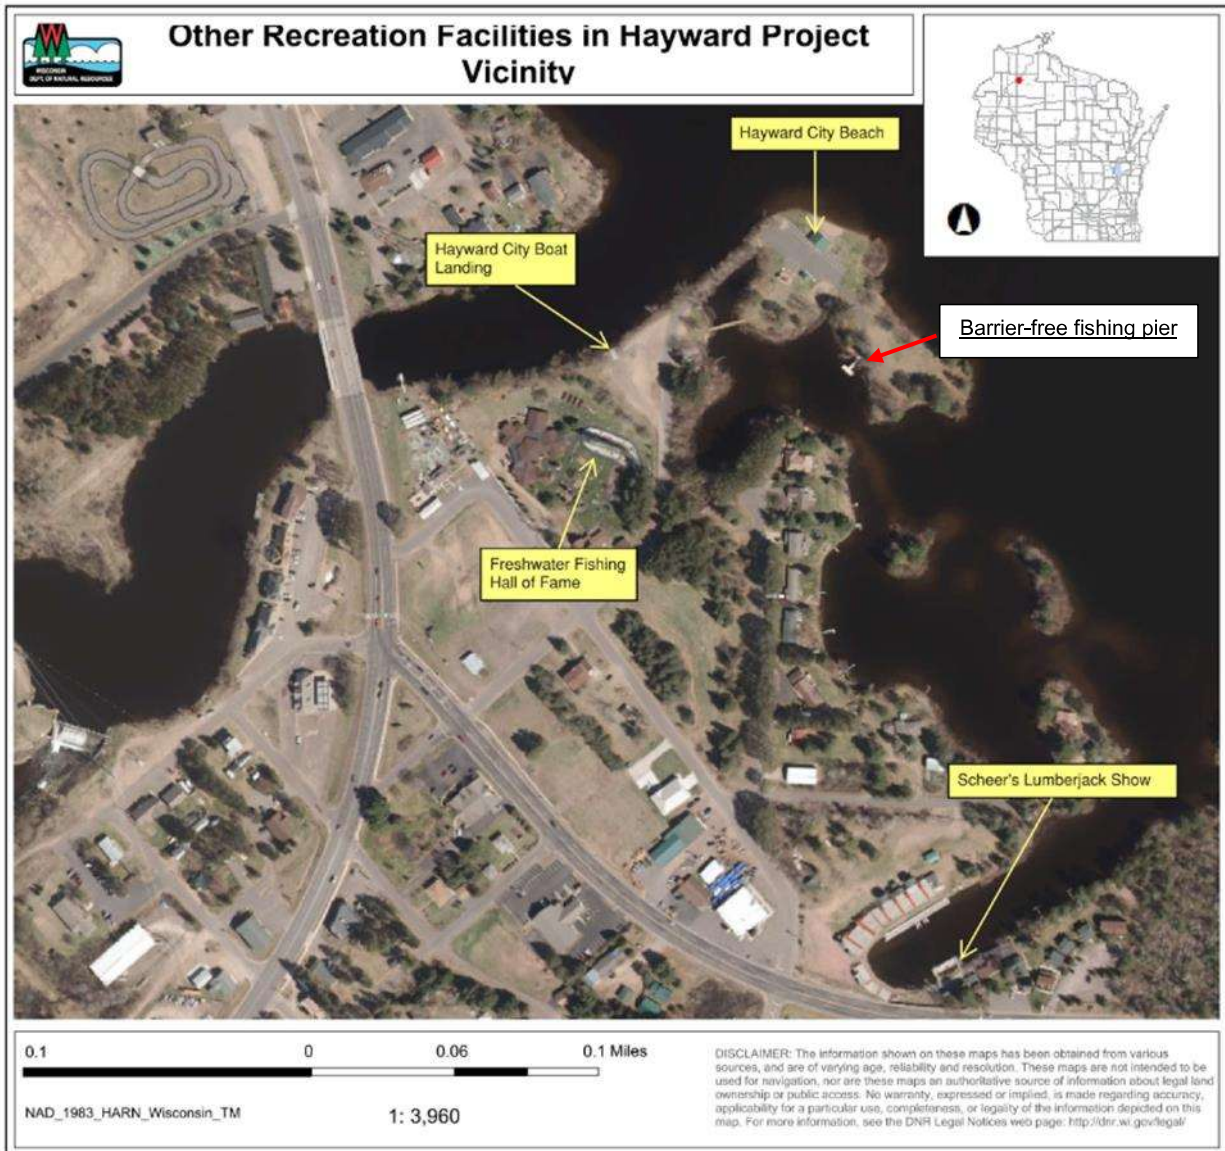 Other Recreation Facilities in Hayward Project
Vicinity
WISCONSIN
DEPT. OF NATURAL RESOURCES
Hayward City Beach
Hayward City Boat
Landing
Barrier-free fishing pier
Freshwater Fishing
Hall of Fame
Scheer's Lumberjack Show
0.1 0 0.06 0.1 Miles
NAD_1983_HARN_Wisconsin_TM
1: 3,960
DISCLAIMER: The information shown on these maps has been obtained from various
sources, and are of varying age, reliability and resolution. These maps are not intended to be
used for navigation, nor are these maps an authoritative source of information about legal land
ownership or public access. No warranty, expressed or implied, is made regarding accuracy,
applicability for a particular use, completeness, or legality of the information depicted on this
map. For more information, see the DNR Legal Notices web page: http://dnr.wi.gov/legal/